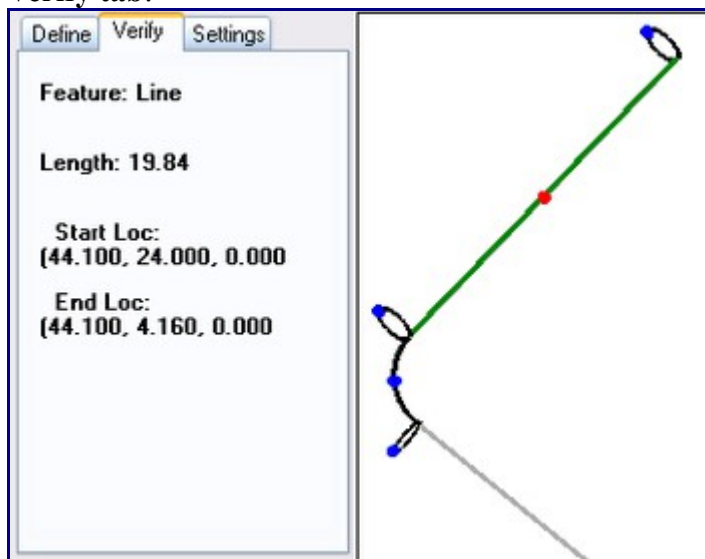 verify tab.
Define Verify Settings
Feature: Line
Length: 19.84
Start Loc:
(44.100, 24.000, 0.000
End Loc:
(44.100, 4.160, 0.000